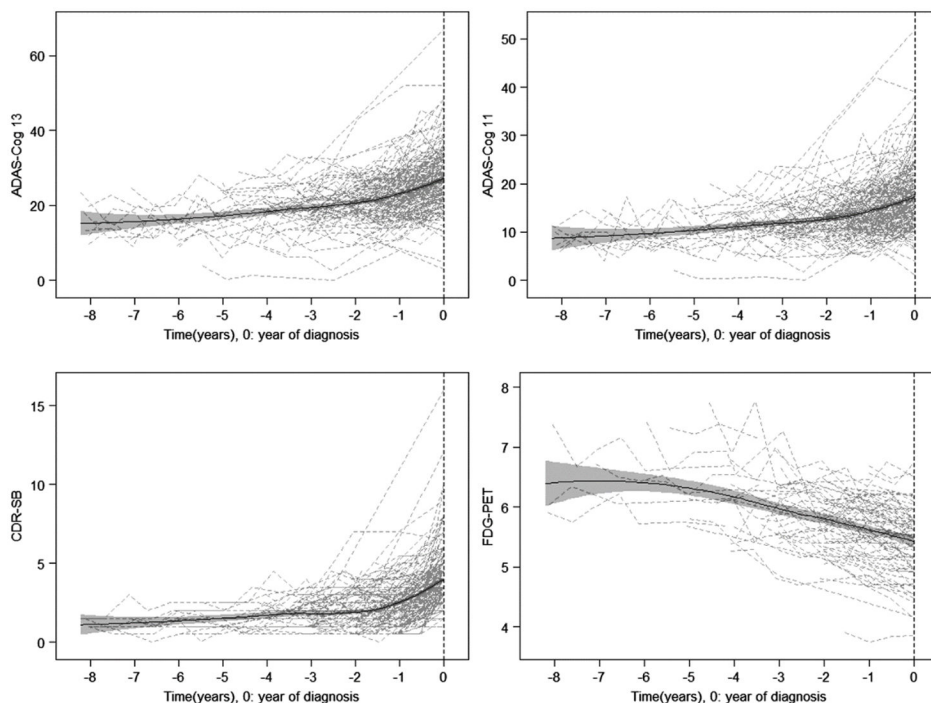 ADAS-Cog 13
60
40
20
0
-8 -7 -6 -5 -4 -3 -2 -1 0
Time(years), 0: year of diagnosis
ADAS-Cog 11
50
40
30
20
10
0
-8 -7 -6 -5 -4 -3 -2 -1 0
Time(years), 0: year of diagnosis
CDR-SB
15
10
5
0
-8 -7 -6 -5 -4 -3 -2 -1 0
Time(years), 0: year of diagnosis
FDG-PET
8
7
6
5
4
-8 -7 -6 -5 -4 -3 -2 -1 0
Time(years), 0: year of diagnosis